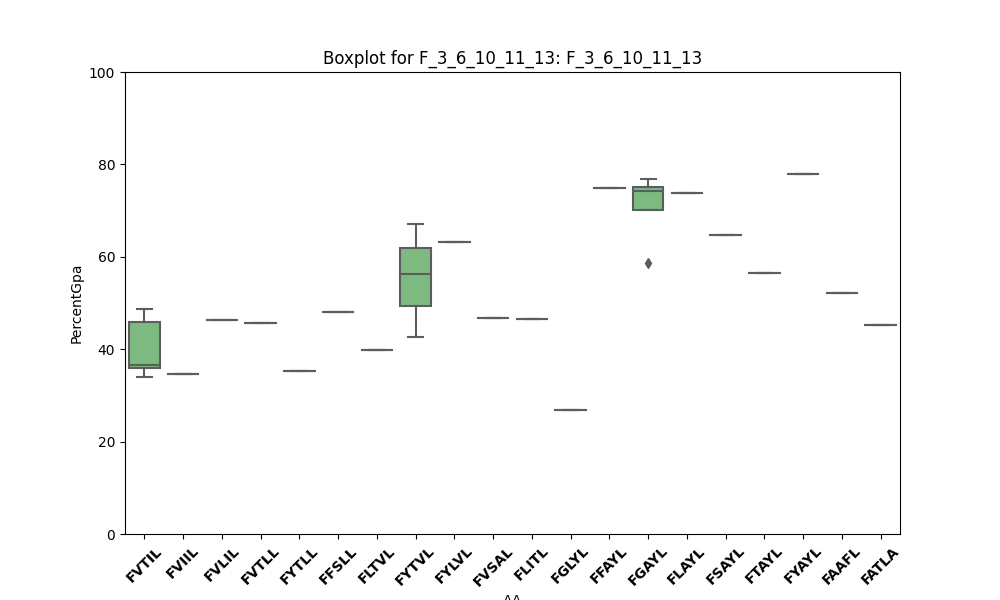 Boxplot for F_3_6_10_11_13: F_3_6_10_11_13
100
80
60
40
20
0
PercentGpa
FVTIL FVIIL FVLIL FVTLL FYTLL FFSLL FLTVL FYTVL FYLVL FVSAL FLITL FGLYL FFAYL FGAYL FLAYL FSAYL FTAYL FYAYL FAAFL FATLA
AA